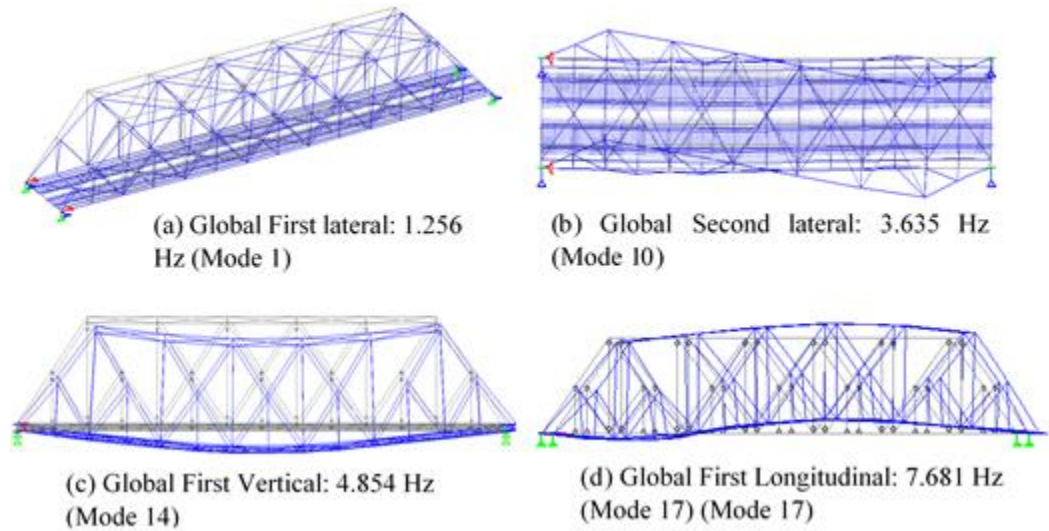 (a) Global First lateral: 1.256
Hz (Mode 1)
(b) Global Second lateral: 3.635 Hz
(Mode 10)
(c) Global First Vertical: 4.854 Hz
(Mode 14)
(d) Global First Longitudinal: 7.681 Hz
(Mode 17) (Mode 17)